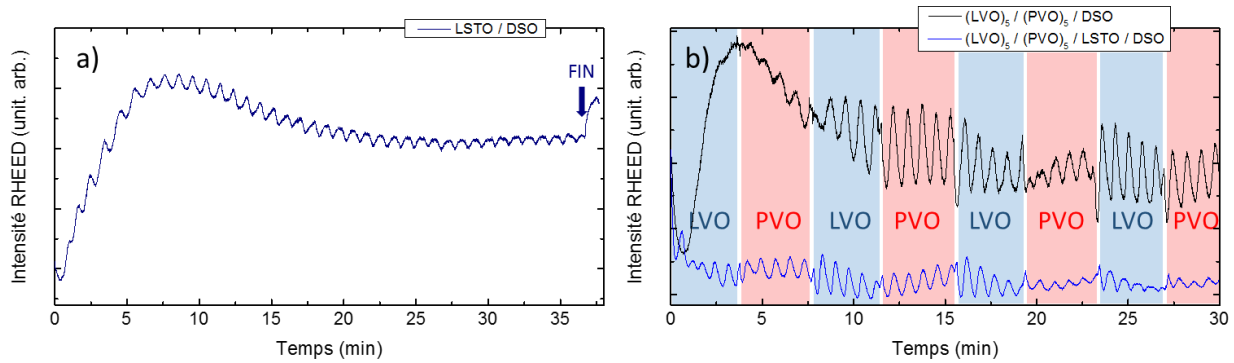 a)
LSTO / DSO
FIN
Intensité RHEED (unit. arb.)
0 5 10 15 20 25 30 35
Temps (min)
b)
(LVO)₅ / (PVO)₅ / DSO
(LVO)₅ / (PVO)₅ / LSTO / DSO
Intensité RHEED (unit. arb.)
LVO PVO LVO PVO LVO PVO LVO PVO
0 5 10 15 20 25 30
Temps (min)